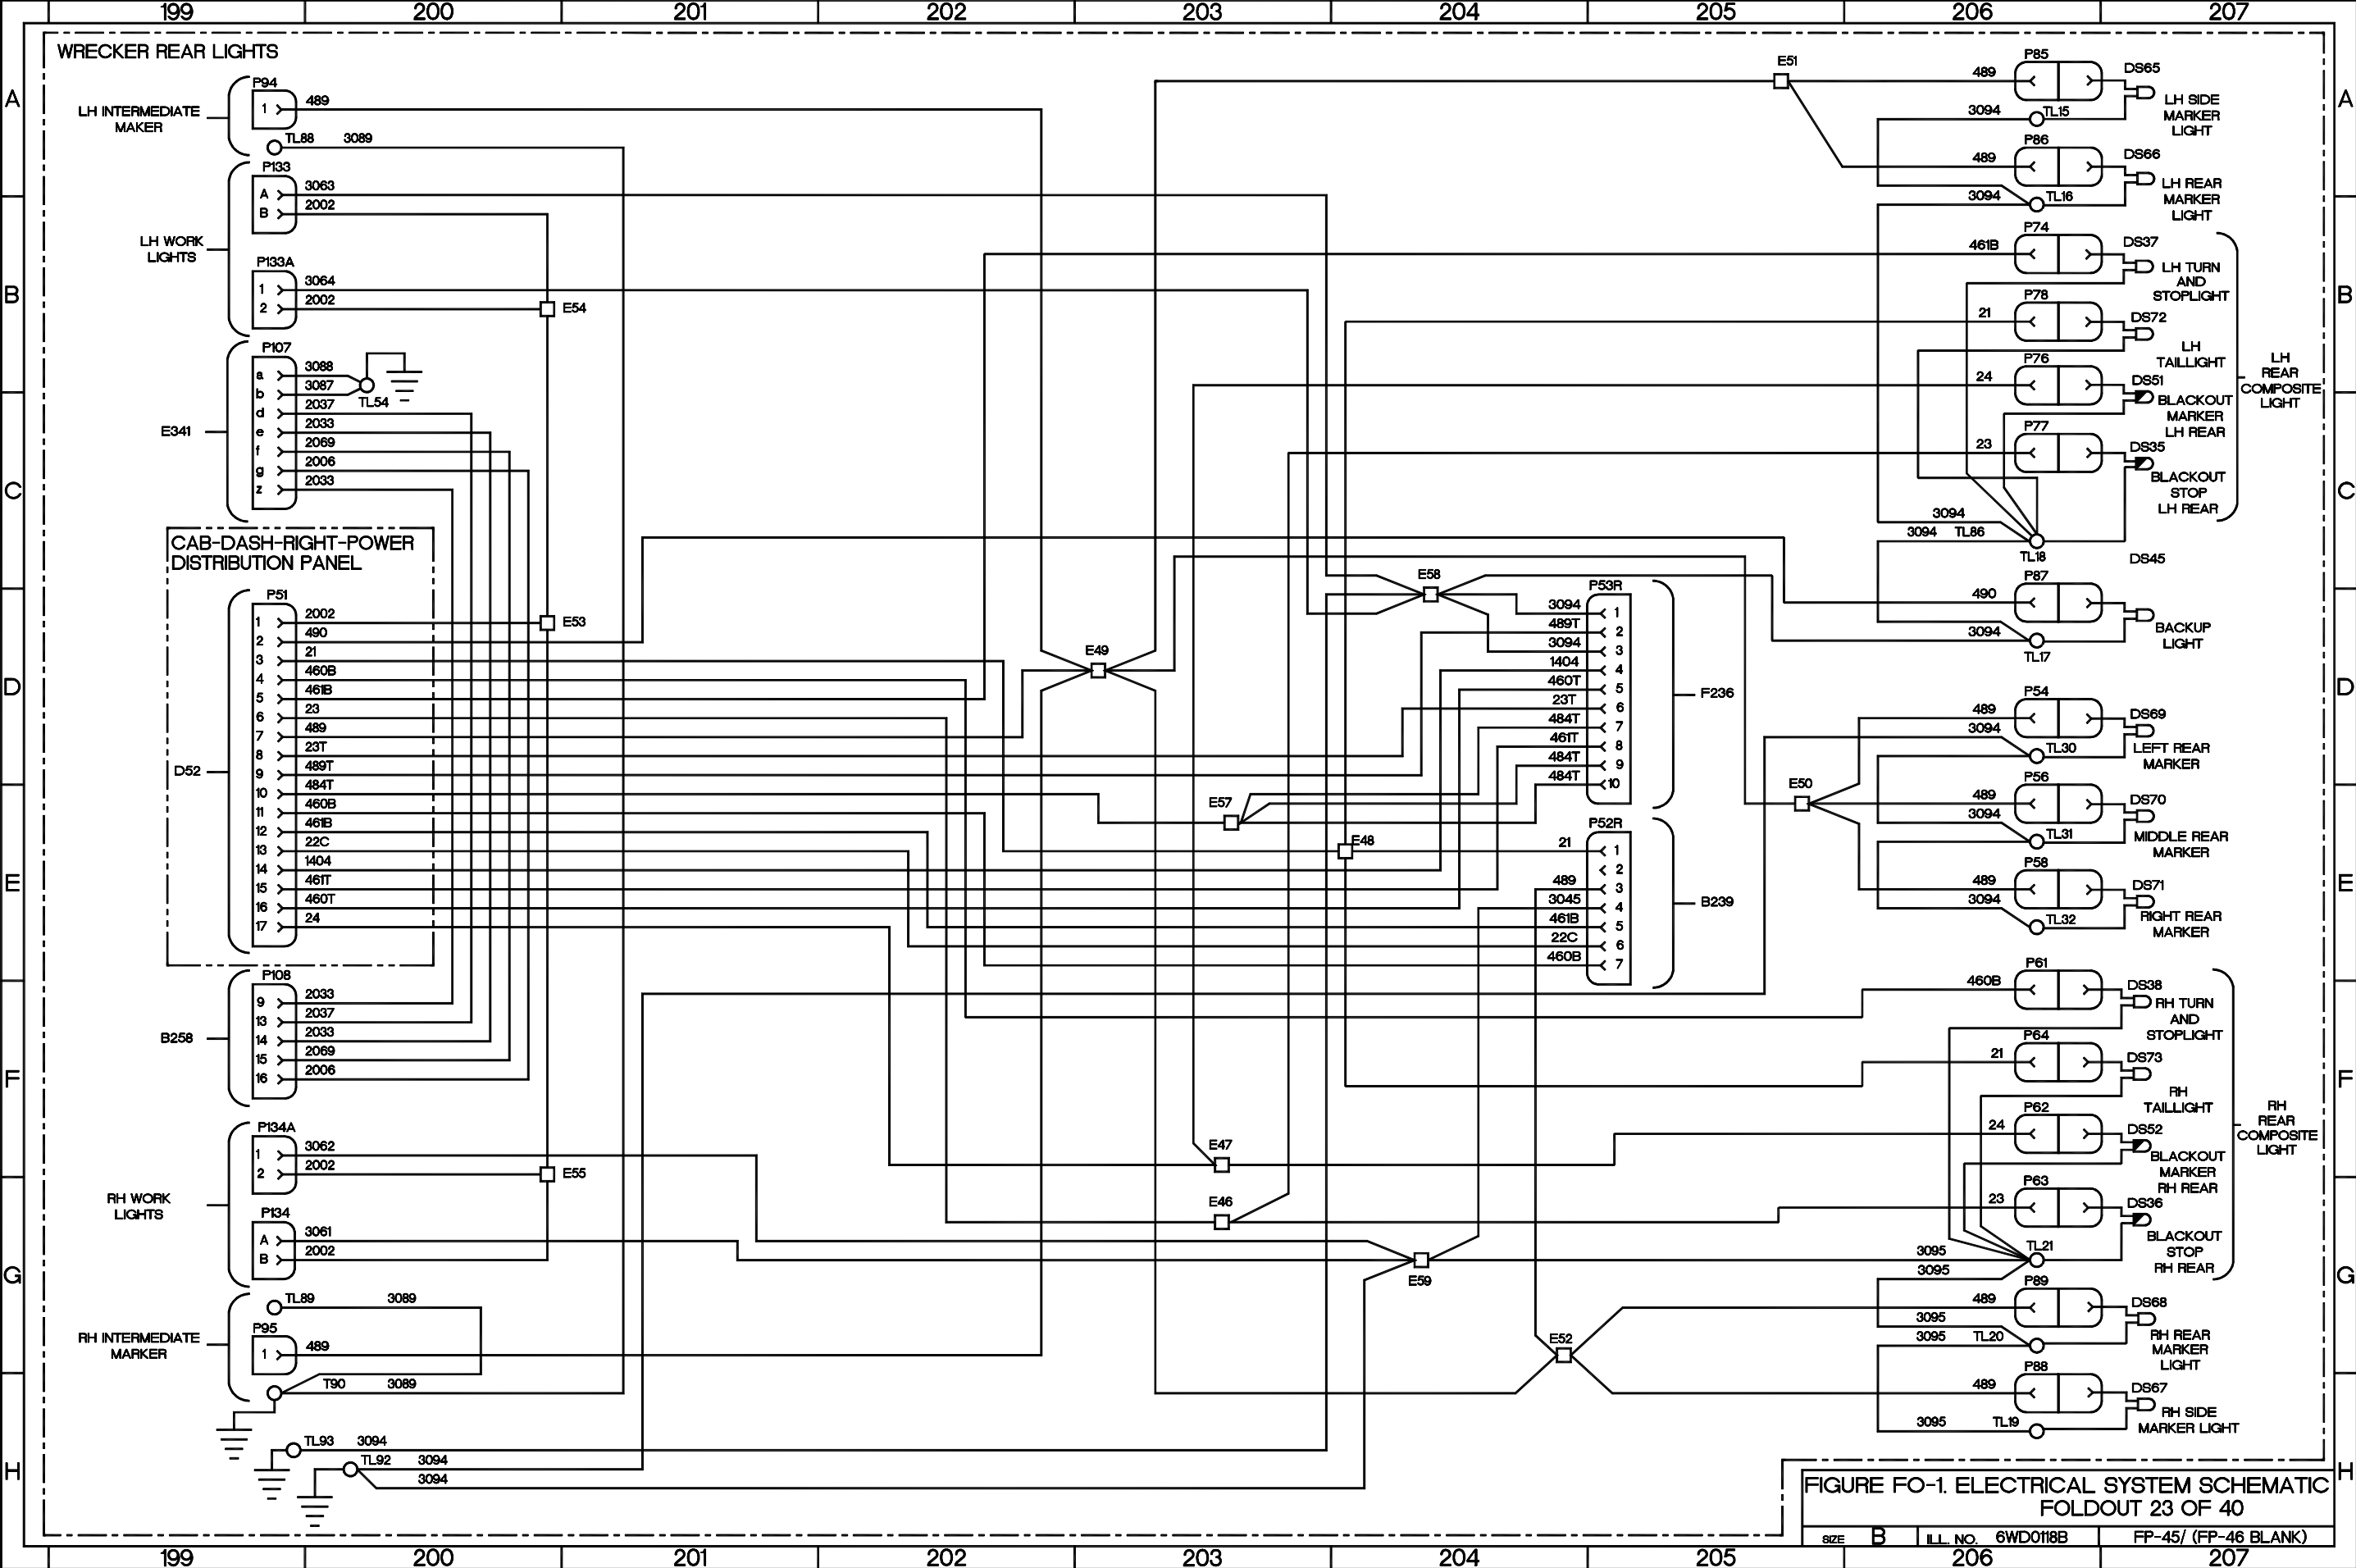 199 200 201 202 203 204 205 206 207
A
B
C
D
E
F
G
H
WRECKER REAR LIGHTS
LH INTERMEDIATE
MAKER
P94
1 489
TL88 3089
LH WORK
LIGHTS
P133
A 3063
B 2002
P133A
1 3064
2 2002
E54
E341
P107
a 3088
b 3087
TL54
d 2037
e 2033
f 2069
g 2006
z 2033
CAB-DASH-RIGHT-POWER
DISTRIBUTION PANEL
D52
P51
1 2002
E53
2 490
3 21
4 460B
5 461B
6 23
7 489
8 23T
9 489T
10 484T
11 460B
12 461B
13 22C
14 1404
15 461T
16 460T
17 24
B258
P108
9 2033
13 2037
14 2033
15 2069
16 2006
RH WORK
LIGHTS
P134A
1 3062
2 2002
E55
P134
A 3061
B 2002
RH INTERMEDIATE
MARKER
TL89 3089
P95
1 489
T90 3089
TL93 3094
TL92 3094
3094
E49
E57
E47
E46
E58
E48
E59
E52
E51
E50
P53R
3094 1
489T 2
3094 3
1404 4
460T 5
23T 6
484T 7
461T 8
484T 9
484T 10
F236
P52R
21 1
2
489 3
3045 4
461B 5
22C 6
460B 7
B239
P85
489
DS65
3094 TL15
LH SIDE
MARKER
LIGHT
P86
489
DS66
3094 TL16
LH REAR
MARKER
LIGHT
P74
461B
DS37
LH TURN
AND
STOPLIGHT
P78
21
DS72
LH
TAILLIGHT
P76
24
DS51
BLACKOUT
MARKER
LH REAR
P77
23
DS35
BLACKOUT
STOP
LH REAR
LH
REAR
COMPOSITE
LIGHT
3094
3094 TL86
TL18
DS45
P87
490
3094
TL17
BACKUP
LIGHT
P54
489
DS69
3094
TL30
LEFT REAR
MARKER
P56
489
DS70
3094
TL31
MIDDLE REAR
MARKER
P58
489
DS71
3094
TL32
RIGHT REAR
MARKER
P61
460B
DS38
RH TURN
AND
STOPLIGHT
P64
21
DS73
RH
TAILLIGHT
P62
24
DS52
BLACKOUT
MARKER
RH REAR
P63
23
DS36
BLACKOUT
STOP
RH REAR
RH
REAR
COMPOSITE
LIGHT
3095
TL21
3095
P89
489
DS68
3095
3095 TL20
RH REAR
MARKER
LIGHT
P88
489
DS67
3095 TL19
RH SIDE
MARKER LIGHT
FIGURE FO-1. ELECTRICAL SYSTEM SCHEMATIC
FOLDOUT 23 OF 40
SIZE B ILL. NO. 6WD0118B FP-45/ (FP-46 BLANK)
A
B
C
D
E
F
G
H
199 200 201 202 203 204 205 206 207